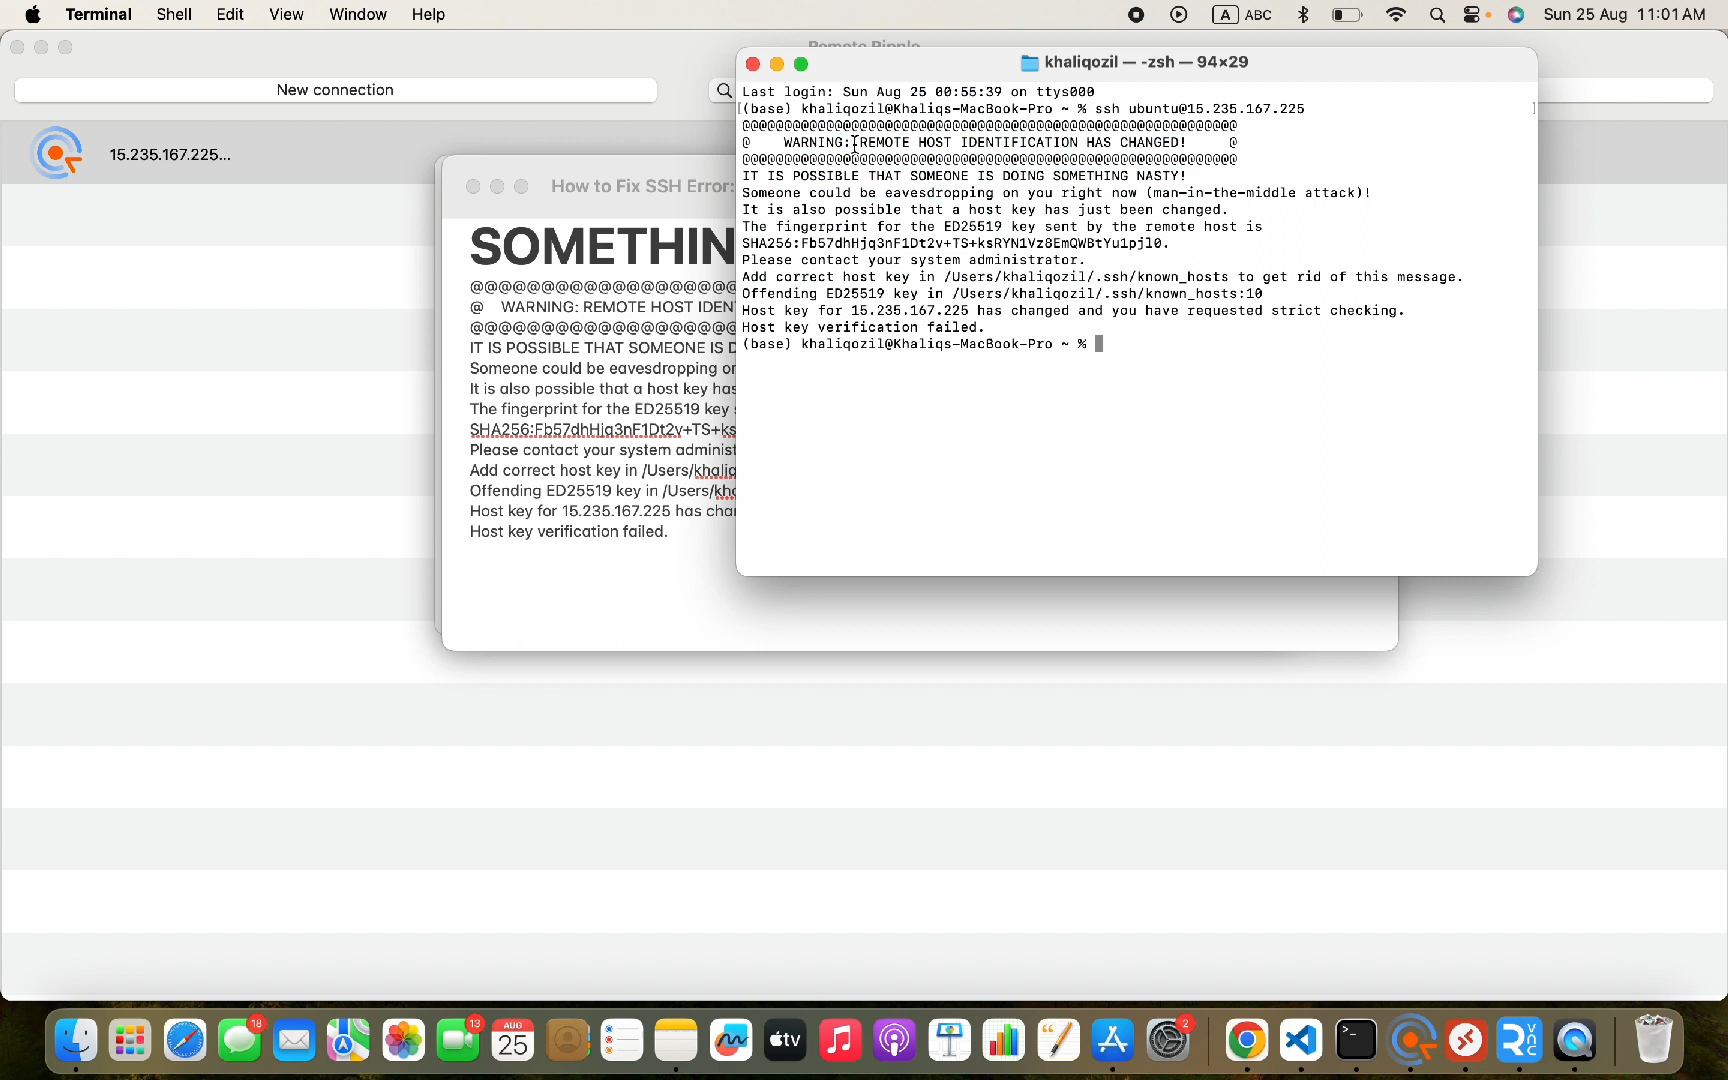 Terminal Shell Edit View Window Help
A ABC Sun 25 Aug 11:01 AM
New connection
15.235.167.225...
How to Fix SSH Error:
SOMETHIN
@@@@@@@@@@@@@@@@@@@
@ WARNING: REMOTE HOST IDEN
@@@@@@@@@@@@@@@@@@@
IT IS POSSIBLE THAT SOMEONE IS D
Someone could be eavesdropping or
It is also possible that a host key has
The fingerprint for the ED25519 key s
SHA256:Fb57dhHjq3nF1Dt2v+TS+ks
Please contact your system administ
Add correct host key in /Users/khaliq
Offending ED25519 key in /Users/kha
Host key for 15.235.167.225 has char
Host key verification failed.
khaliqozil — -zsh — 94×29
Last login: Sun Aug 25 00:55:39 on ttys000
(base) khaliqozil@Khaliqs-MacBook-Pro ~ % ssh ubuntu@15.235.167.225
@@@@@@@@@@@@@@@@@@@@@@@@@@@@@@@@@@@@@@@@@@@@@@@@@@@@@@@@@@@
@    WARNING: REMOTE HOST IDENTIFICATION HAS CHANGED!     @
@@@@@@@@@@@@@@@@@@@@@@@@@@@@@@@@@@@@@@@@@@@@@@@@@@@@@@@@@@@
IT IS POSSIBLE THAT SOMEONE IS DOING SOMETHING NASTY!
Someone could be eavesdropping on you right now (man-in-the-middle attack)!
It is also possible that a host key has just been changed.
The fingerprint for the ED25519 key sent by the remote host is
SHA256:Fb57dhHjq3nF1Dt2v+TS+ksRYN1Vz8EmQWBtYu1pjl0.
Please contact your system administrator.
Add correct host key in /Users/khaliqozil/.ssh/known_hosts to get rid of this message.
Offending ED25519 key in /Users/khaliqozil/.ssh/known_hosts:10
Host key for 15.235.167.225 has changed and you have requested strict checking.
Host key verification failed.
(base) khaliqozil@Khaliqs-MacBook-Pro ~ %
18
13
AUG
25
tv
2
>_